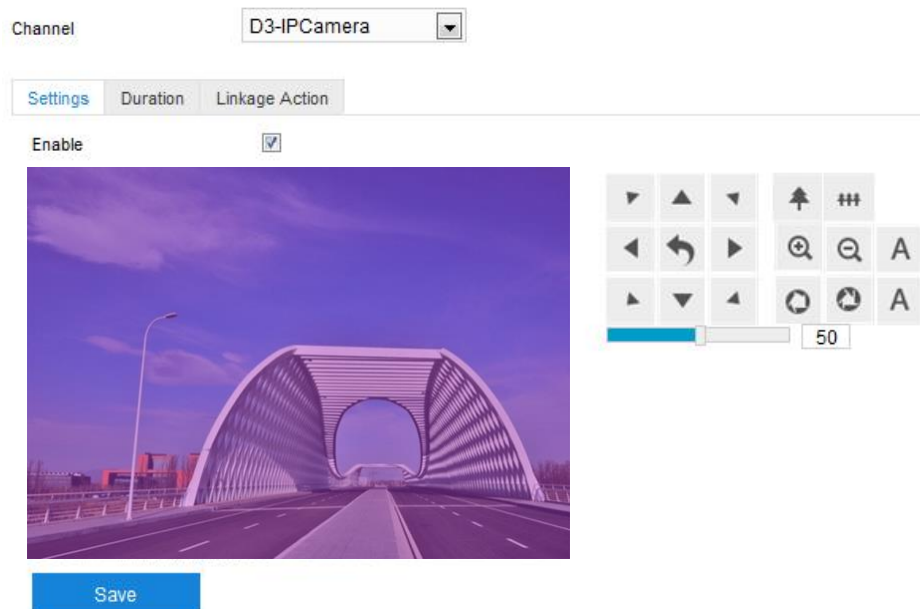 Channel
D3-IPCamera
Settings Duration Linkage Action
Enable
A
A
50
Save